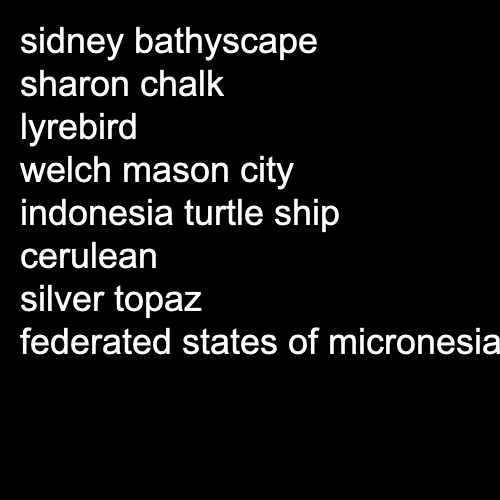 sidney bathyscape
sharon chalk
lyrebird
welch mason city
indonesia turtle ship
cerulean
silver topaz
federated states of micronesia